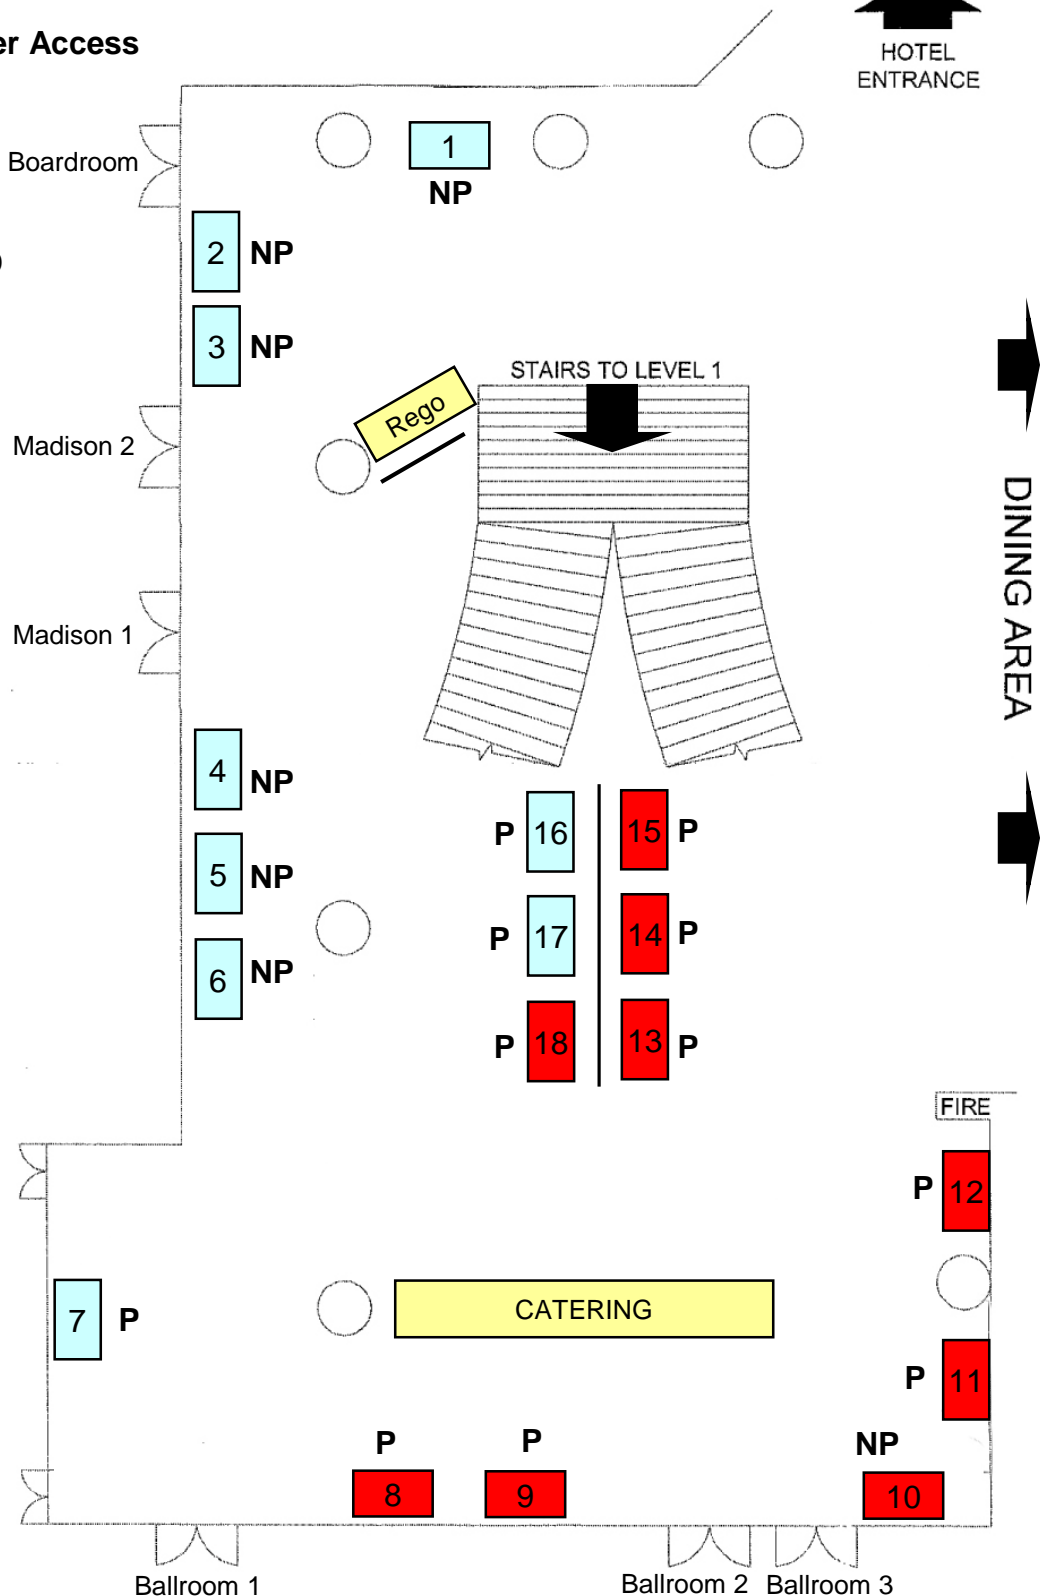 er Access
HOTEL
ENTRANCE
Boardroom
1
NP
2 NP
3 NP
STAIRS TO LEVEL 1
Rego
Madison 2
DINING AREA
Madison 1
4 NP
P 16 15 P
5 NP
P 17 14 P
6 NP
P 18 13 P
FIRE
P 12
7 P
CATERING
P 11
P P NP
8 9 10
Ballroom 1 Ballroom 2 Ballroom 3